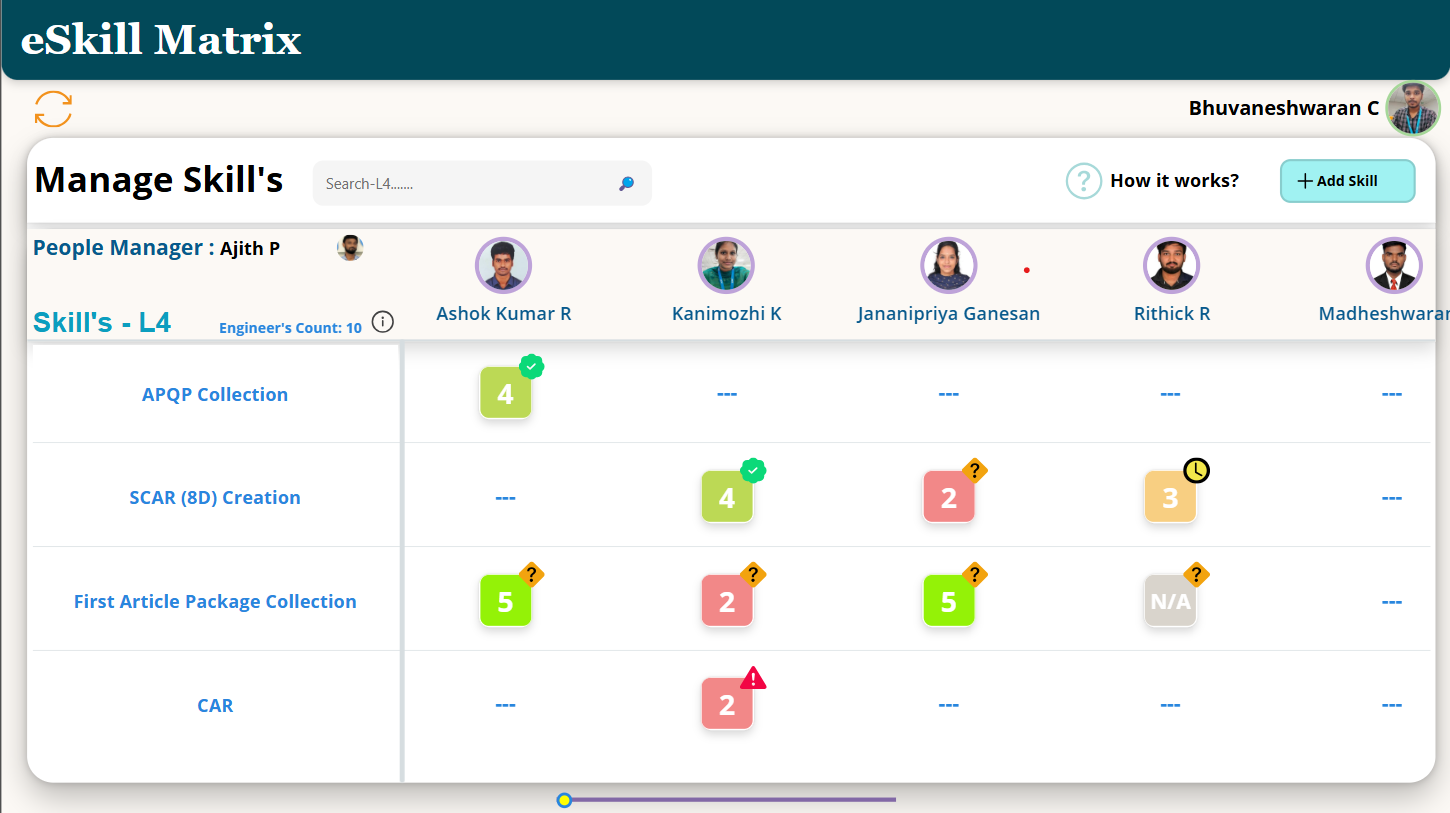 eSkill Matrix
Bhuvaneshwaran C
Manage Skill's
Search-L4.......
? How it works?
+ Add Skill
People Manager : Ajith P
Skill's - L4
Engineer's Count: 10
Ashok Kumar R
Kanimozhi K
Jananipriya Ganesan
Rithick R
Madheshwaran
APQP Collection
4
---
---
---
---
SCAR (8D) Creation
---
4
2 ?
3
---
First Article Package Collection
5 ?
2 ?
5 ?
N/A ?
---
CAR
---
2 !
---
---
---